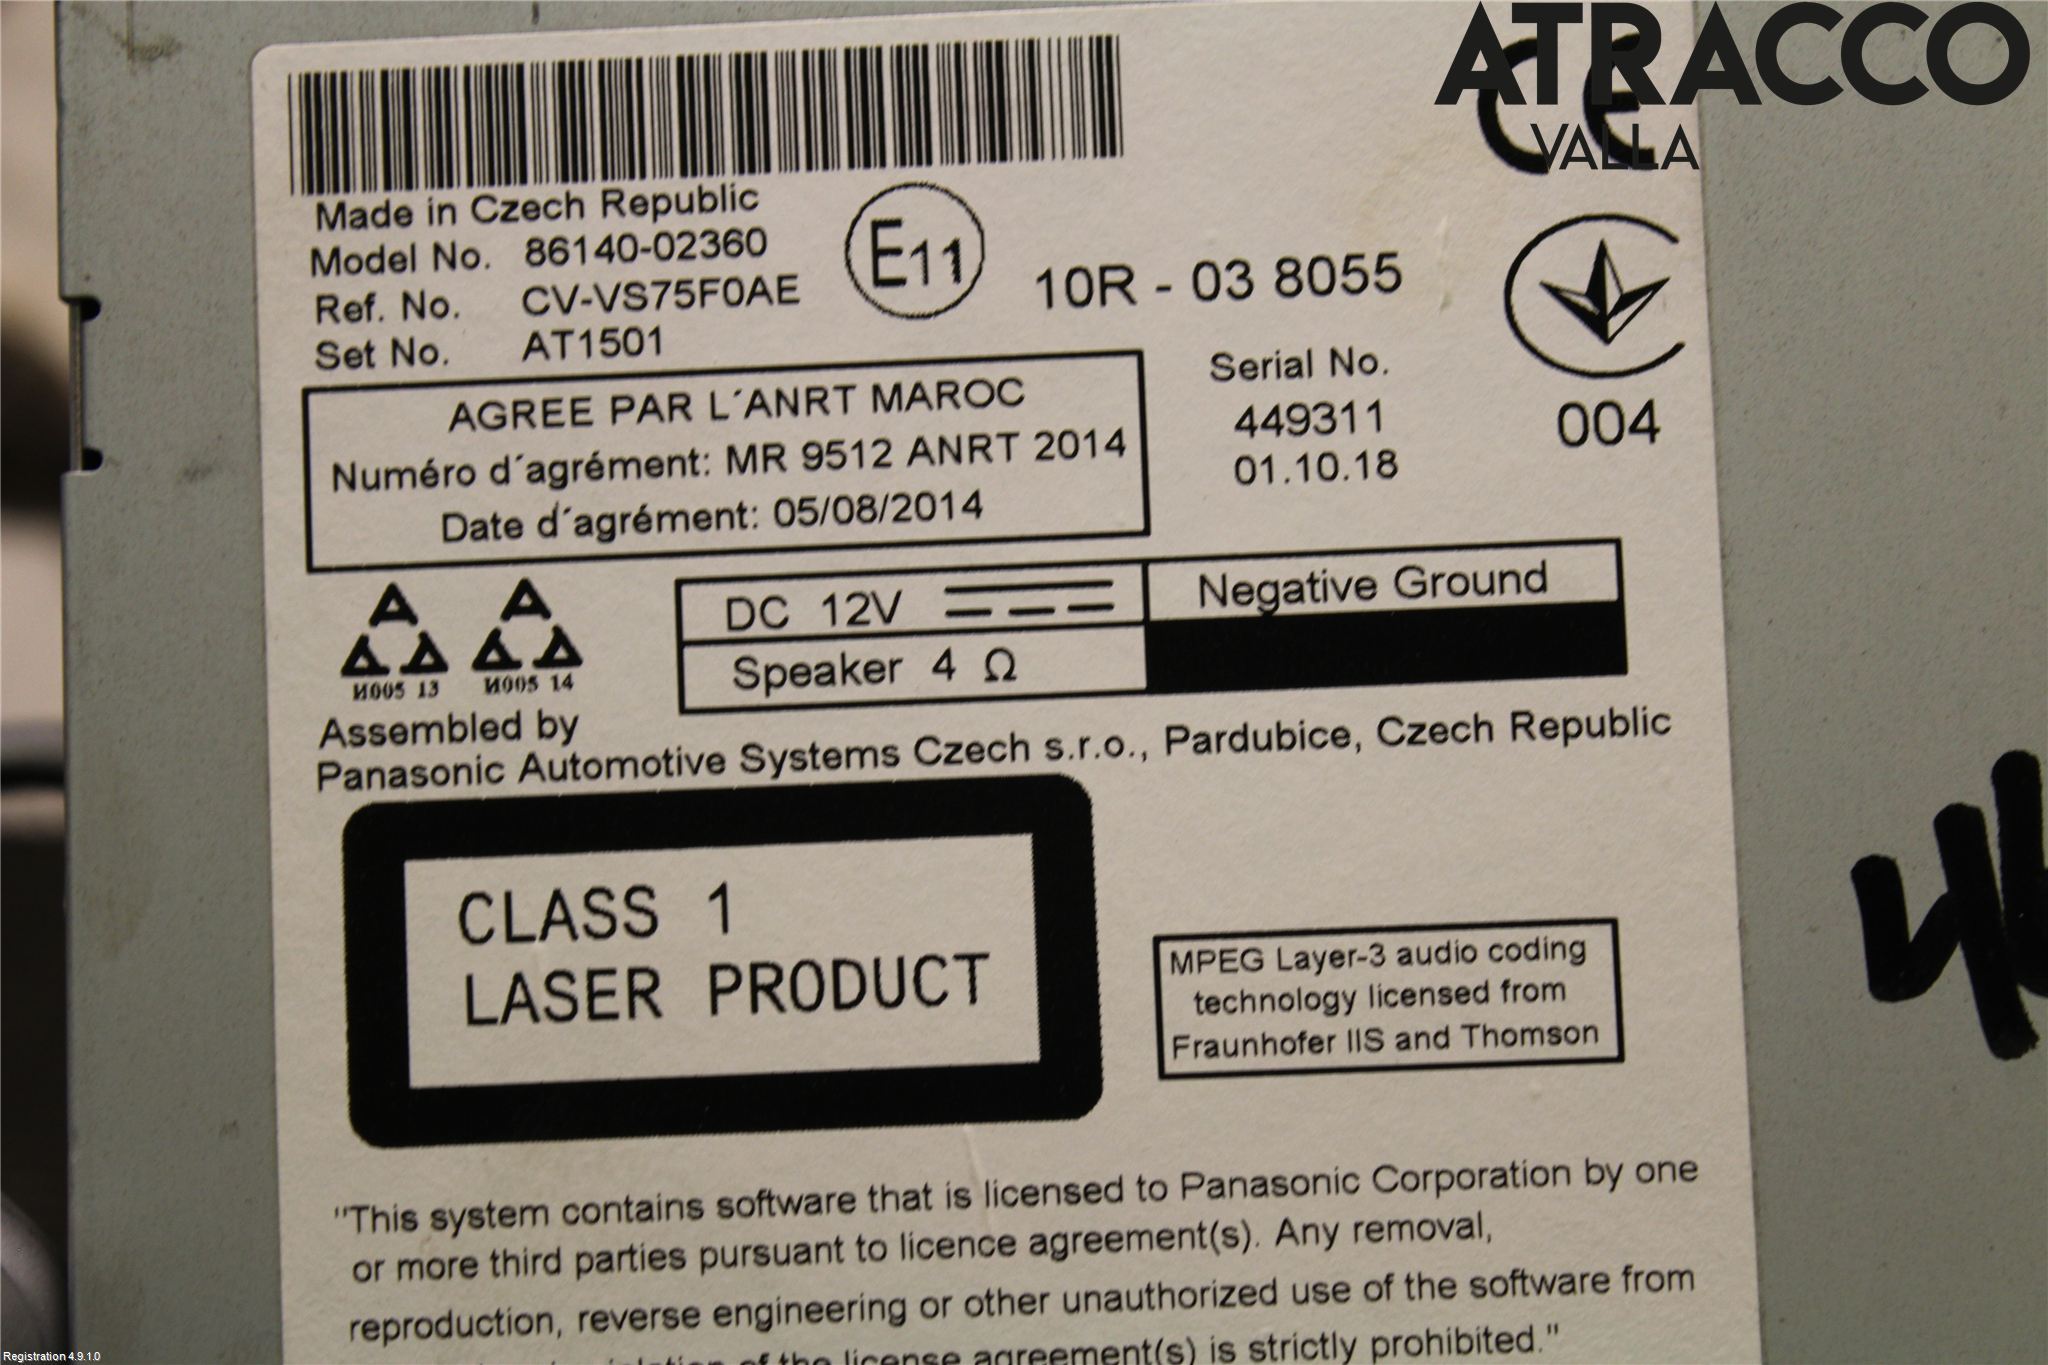 ATRACCO
VALLA
CE
Made in Czech Republic
Model No. 86140-02360
Ref. No. CV-VS75F0AE
Set No. AT1501
E11
10R - 03 8055
Serial No.
449311
01.10.18
004
AGREE PAR L´ANRT MAROC
Numéro d´agrément: MR 9512 ANRT 2014
Date d´agrément: 05/08/2014
И005 13
И005 14
DC 12V
Negative Ground
Speaker 4 Ω
Assembled by
Panasonic Automotive Systems Czech s.r.o., Pardubice, Czech Republic
CLASS 1
LASER PRODUCT
MPEG Layer-3 audio coding
technology licensed from
Fraunhofer IIS and Thomson
"This system contains software that is licensed to Panasonic Corporation by one
or more third parties pursuant to licence agreement(s). Any removal,
reproduction, reverse engineering or other unauthorized use of the software from
of the license agreement(s) is strictly prohibited."
Registration 4.9.1.0